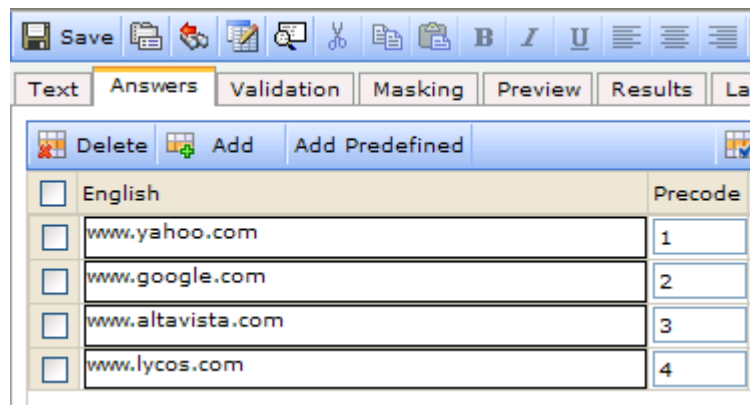 Save B I U
Text Answers Validation Masking Preview Results La
Delete Add Add Predefined
English Precode
www.yahoo.com 1
www.google.com 2
www.altavista.com 3
www.lycos.com 4